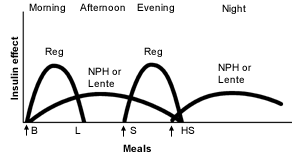 Morning Afternoon Evening Night
Insulin effect
Reg Reg
NPH or
Lente
NPH or
Lente
B L S HS
Meals